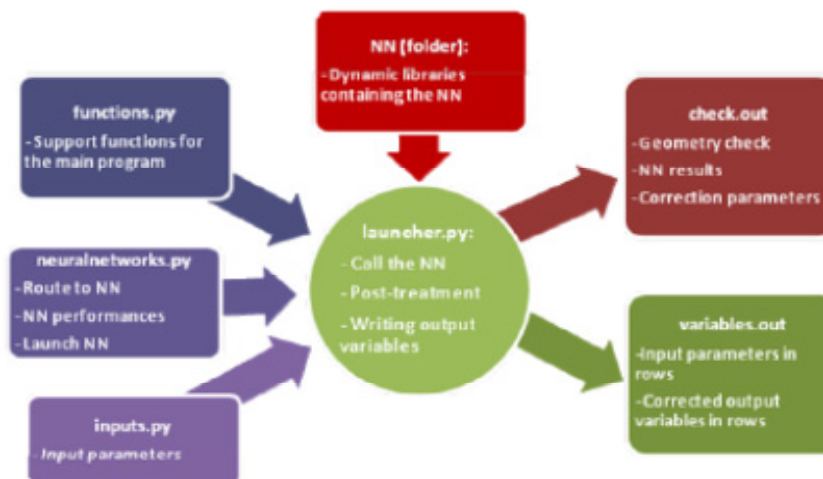 NN (folder):
- Dynamic libraries
containing the NN
functions.py
- Support functions for
the main program
neuralnetworks.py
- Route to NN
- NN performances
- Launch NN
inputs.py
- Input parameters
launcher.py:
- Call the NN
- Post-treatment
- Writing output
variables
check.out
- Geometry check
- NN results
- Correction parameters
variables.out
-Input parameters in
rows
-Corrected output
variables in rows